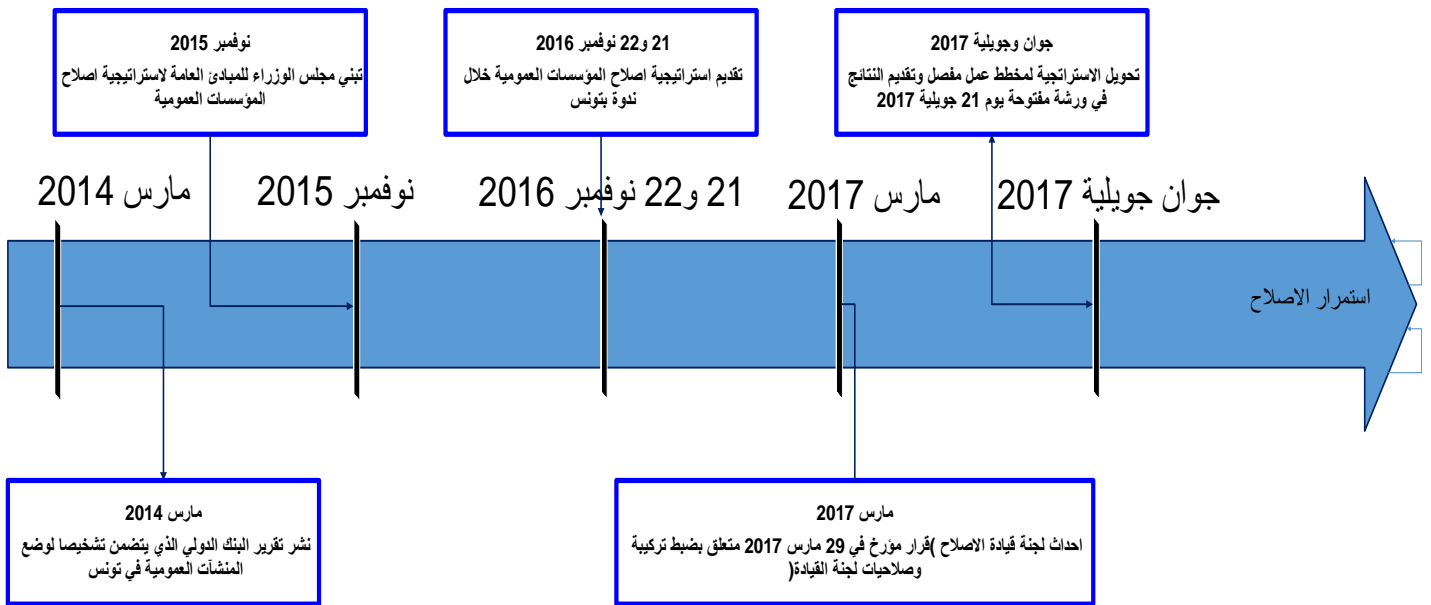 نوفمبر 2015
تبني مجلس الوزراء للمبادئ العامة لاستراتيجية اصلاح
المؤسسات العمومية
21 و22 نوفمبر 2016
تقديم استراتيجية اصلاح المؤسسات العمومية خلال
ندوة بتونس
جوان وجويلية 2017
تحويل الاستراتجية لمخطط عمل مفصل وتقديم النتائج
في ورشة مفتوحة يوم 21 جويلية 2017
مارس 2014
نوفمبر 2015
21 و22 نوفمبر 2016
مارس 2017
جوان جويلية 2017
استمرار الاصلاح
مارس 2014
نشر تقرير البنك الدولي الذي يتضمن تشخيصا لوضع
المنشآت العمومية في تونس
مارس 2017
احداث لجنة قيادة الاصلاح )قرار مؤرخ في 29 مارس 2017 متعلق بضبط تركيبة
وصلاحيات لجنة القيادة(